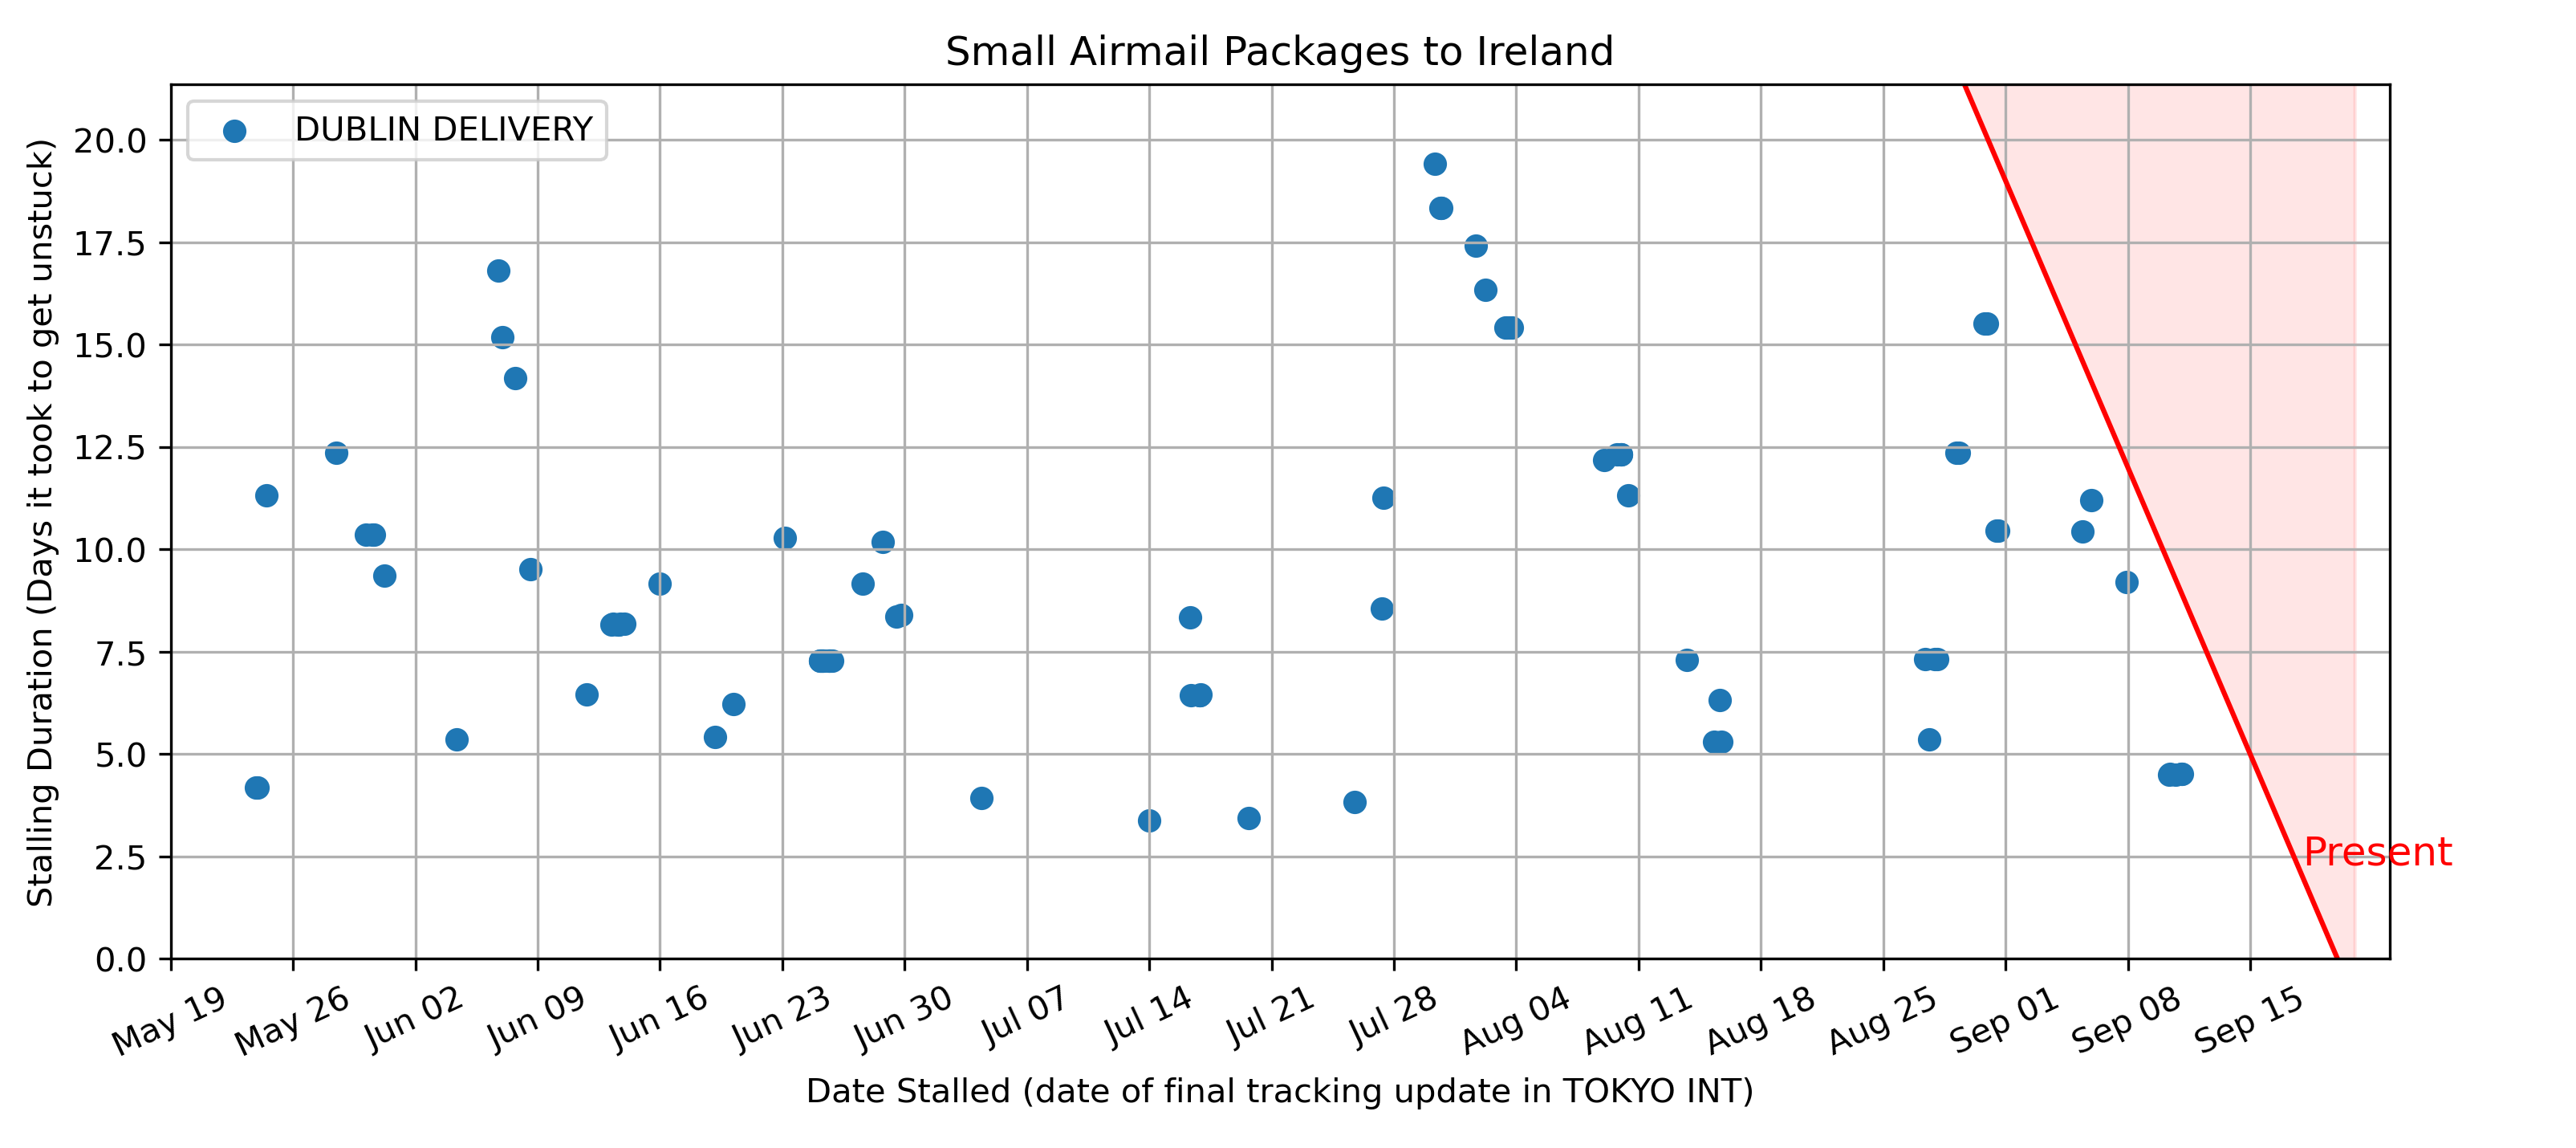 Small Airmail Packages to Ireland
DUBLIN DELIVERY
Stalling Duration (Days it took to get unstuck)
20.0
17.5
15.0
12.5
10.0
7.5
5.0
2.5
0.0
Present
May 19
May 26
Jun 02
Jun 09
Jun 16
Jun 23
Jun 30
Jul 07
Jul 14
Jul 21
Jul 28
Aug 04
Aug 11
Aug 18
Aug 25
Sep 01
Sep 08
Sep 15
Date Stalled (date of final tracking update in TOKYO INT)